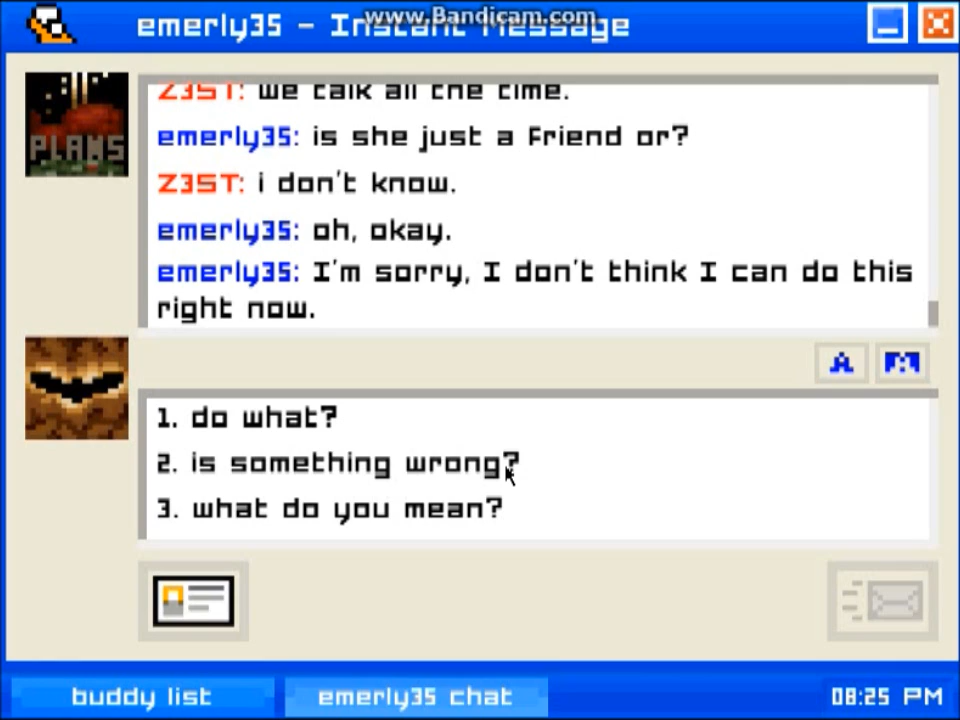 www.Bandicam.com
emerly35 - Instant Message
PLANS
Z35T: we talk all the time.
emerly35: is she just a Friend or?
Z35T: i don't know.
emerly35: oh, okay.
emerly35: I'm sorry, I don't think I can do this
right now.
A
1. do what?
2. is something wrong?
3. what do you mean?
buddy list
emerly35 chat
08:25 PM